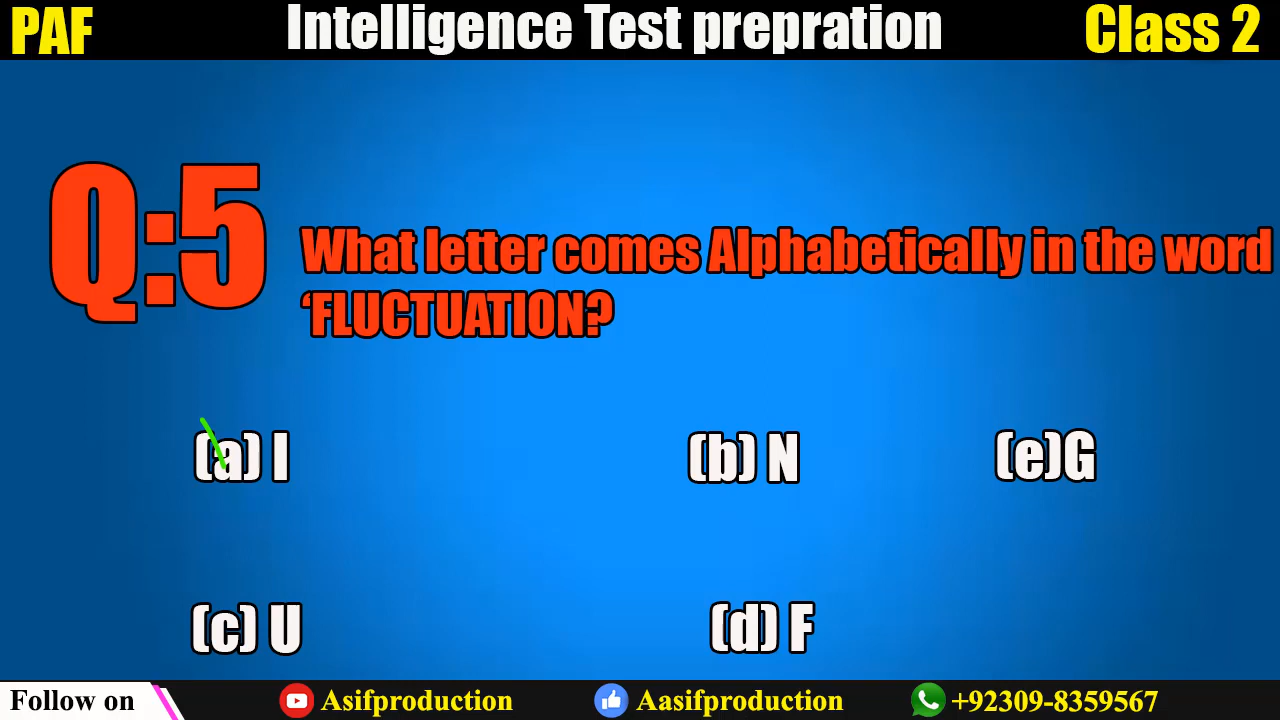 PAF Intelligence Test prepration Class 2
Q:5
What letter comes Alphabetically in the word
‘FLUCTUATION?
(a) I (b) N (e)G
(c) U (d) F
Follow on Asifproduction Aasifproduction +92309-8359567